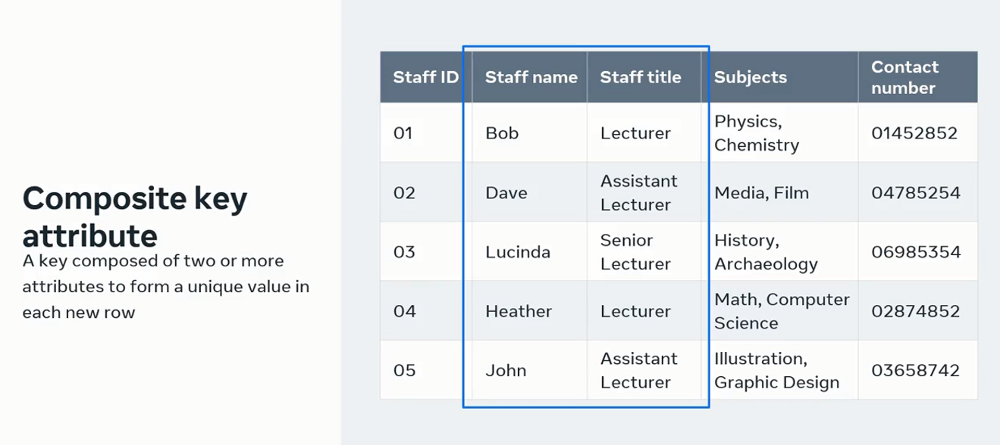 Composite key
attribute
A key composed of two or more
attributes to form a unique value in
each new row
Staff ID Staff name Staff title Subjects Contact number
01 Bob Lecturer Physics, Chemistry 01452852
02 Dave Assistant Lecturer Media, Film 04785254
03 Lucinda Senior Lecturer History, Archaeology 06985354
04 Heather Lecturer Math, Computer Science 02874852
05 John Assistant Lecturer Illustration, Graphic Design 03658742